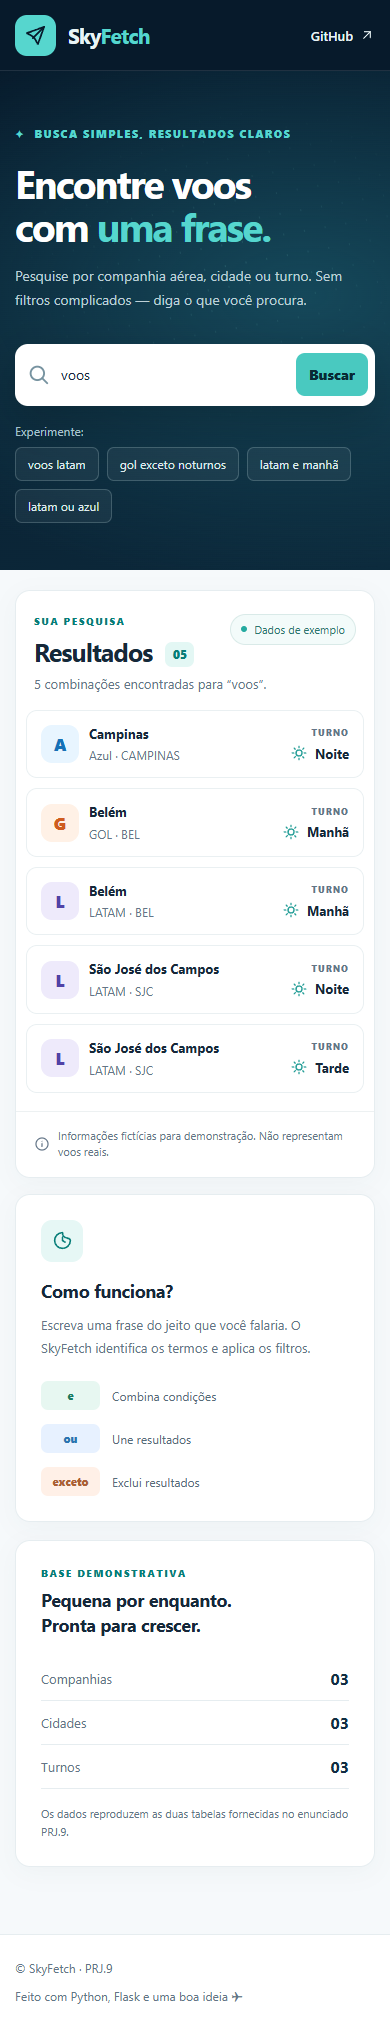 SkyFetch
GitHub ↗
✦ BUSCA SIMPLES, RESULTADOS CLAROS
Encontre voos
com uma frase.
Pesquise por companhia aérea, cidade ou turno. Sem
filtros complicados — diga o que você procura.
voos
Buscar
Experimente:
voos latam
gol exceto noturnos
latam e manhã
latam ou azul
SUA PESQUISA
Dados de exemplo
Resultados 05
5 combinações encontradas para “voos”.
A
Campinas
Azul · CAMPINAS
TURNO
Noite
G
Belém
GOL · BEL
TURNO
Manhã
L
Belém
LATAM · BEL
TURNO
Manhã
L
São José dos Campos
LATAM · SJC
TURNO
Noite
L
São José dos Campos
LATAM · SJC
TURNO
Tarde
Informações fictícias para demonstração. Não representam
voos reais.
Como funciona?
Escreva uma frase do jeito que você falaria. O
SkyFetch identifica os termos e aplica os filtros.
e Combina condições
ou Une resultados
exceto Exclui resultados
BASE DEMONSTRATIVA
Pequena por enquanto.
Pronta para crescer.
Companhias 03
Cidades 03
Turnos 03
Os dados reproduzem as duas tabelas fornecidas no enunciado
PRJ.9.
© SkyFetch · PRJ.9
Feito com Python, Flask e uma boa ideia ✈